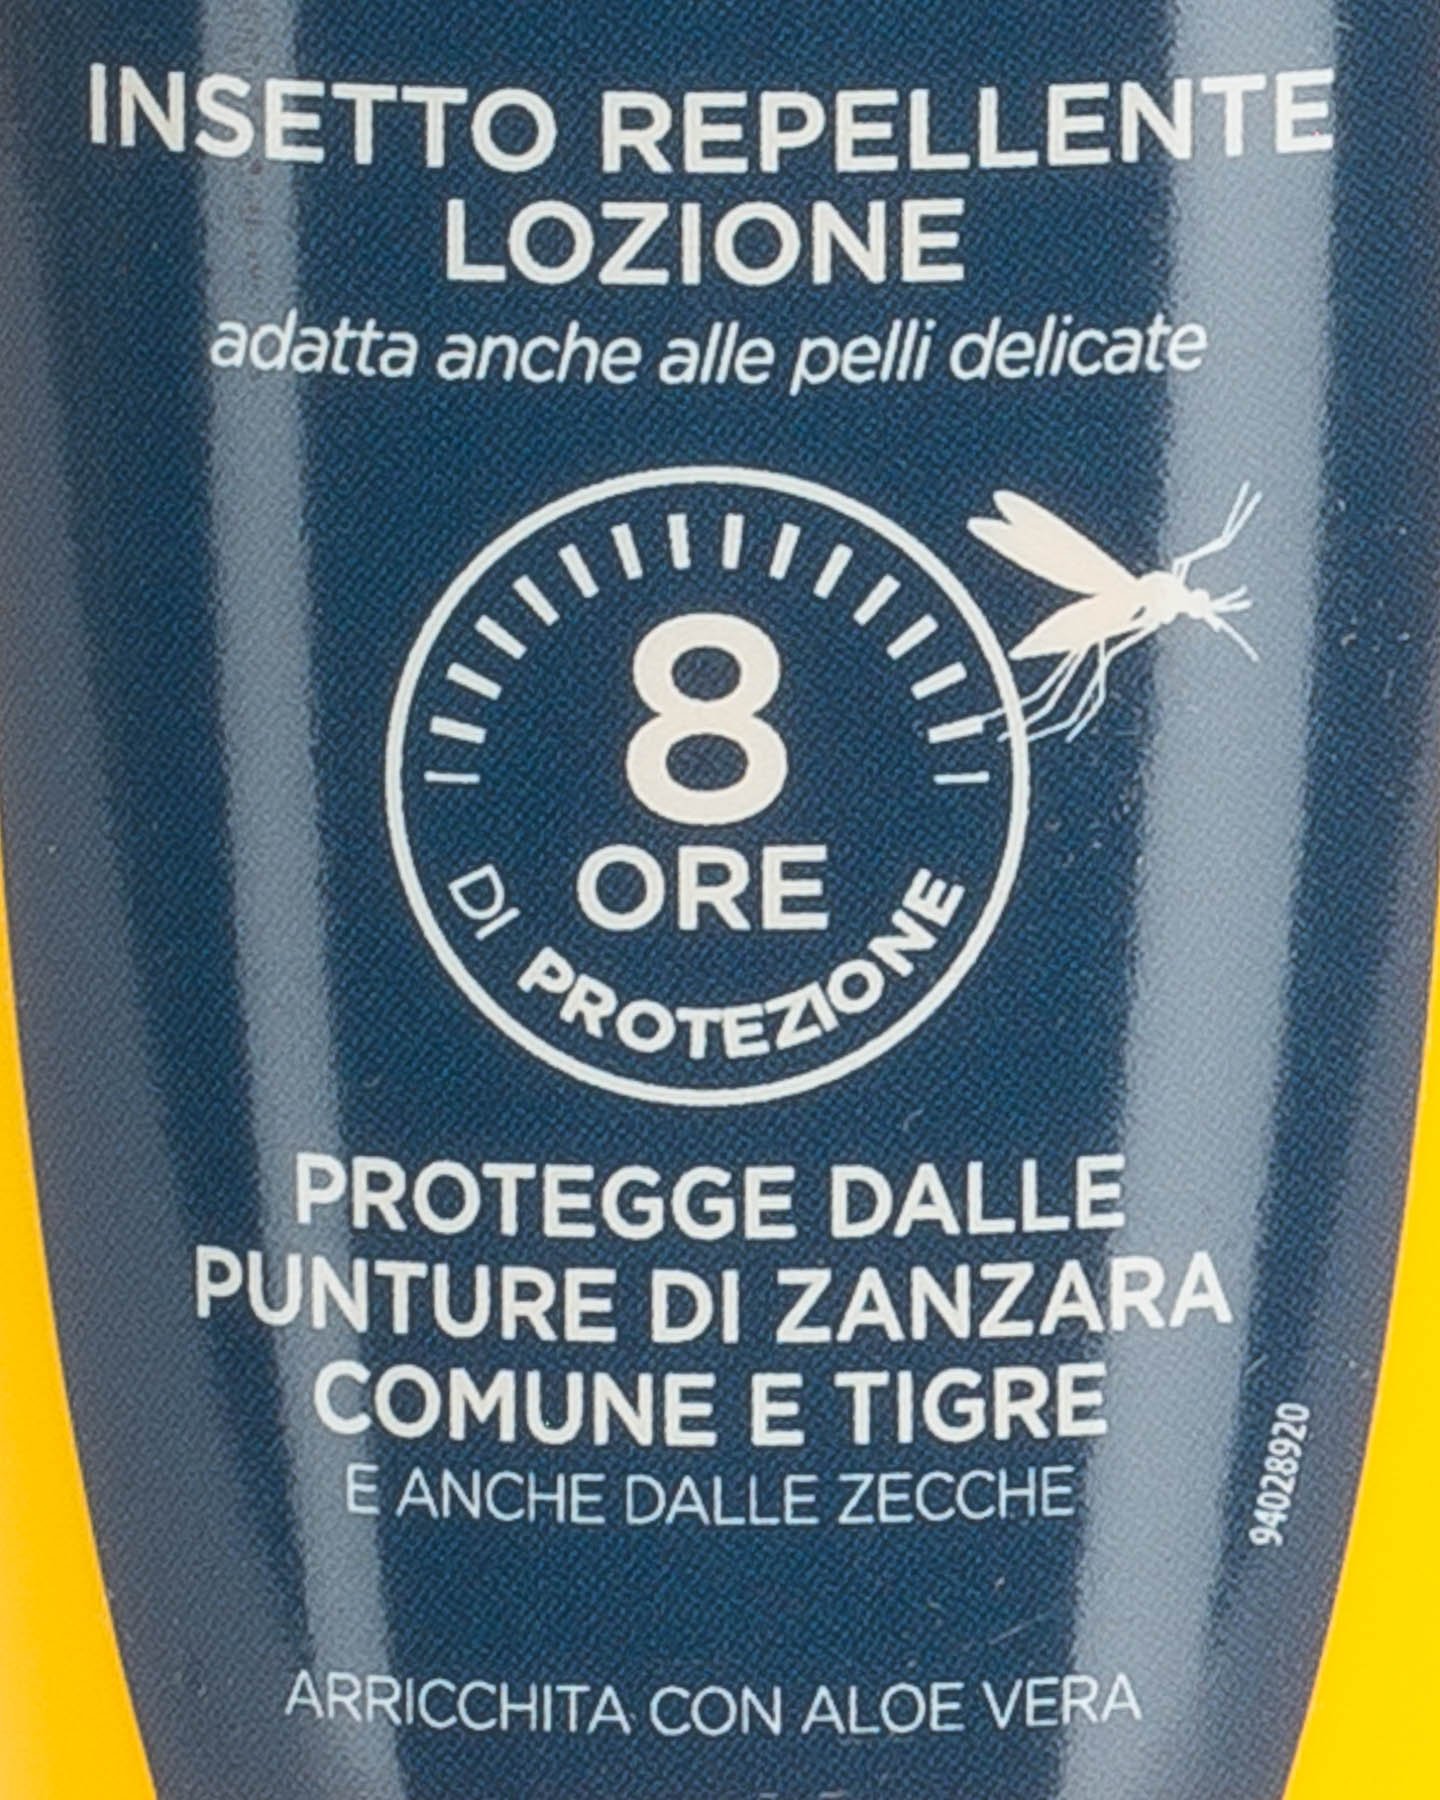 INSETTO REPELLENTE
LOZIONE
adatta anche alle pelli delicate
8
ORE
DI PROTEZIONE
PROTEGGE DALLE
PUNTURE DI ZANZARA
COMUNE E TIGRE
E ANCHE DALLE ZECCHE
94028920
ARRICCHITA CON ALOE VERA